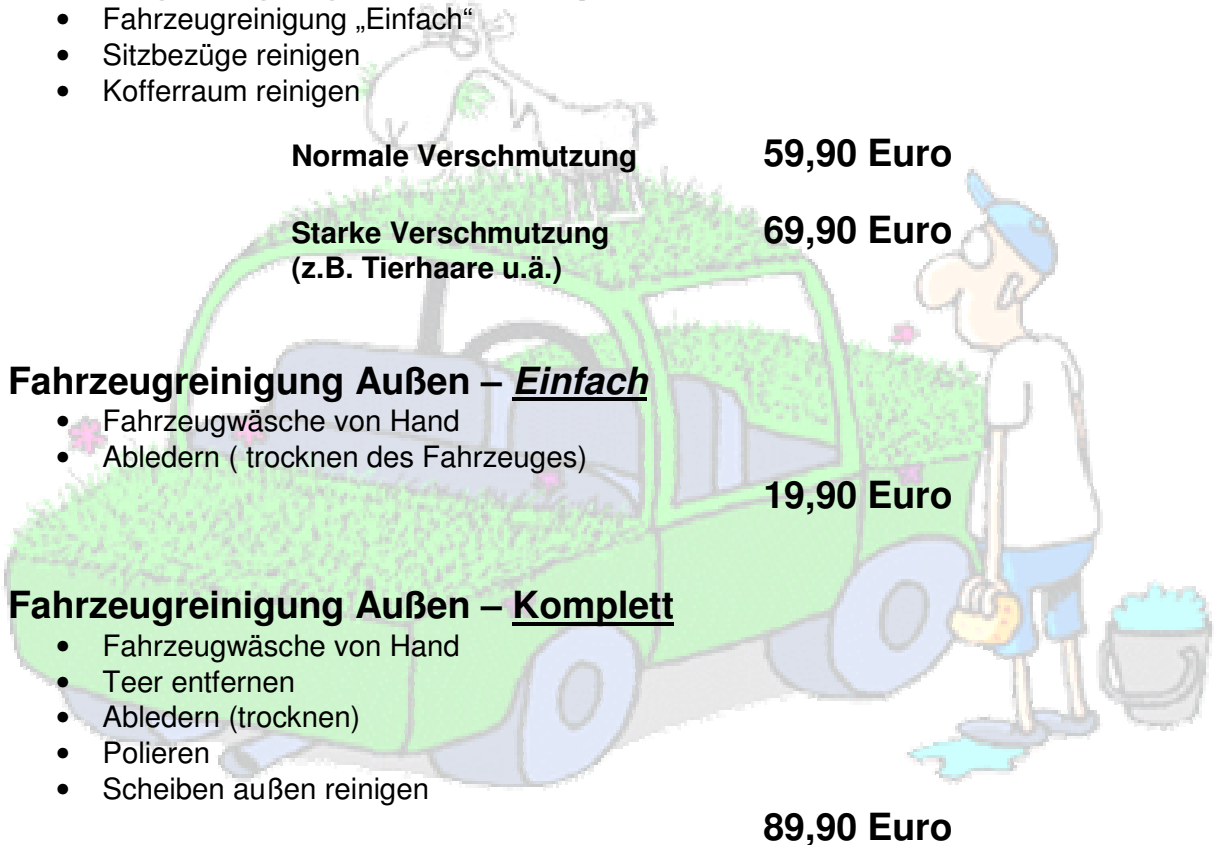 • Fahrzeugreinigung „Einfach“
• Sitzbezüge reinigen
• Kofferraum reinigen
Normale Verschmutzung 59,90 Euro
Starke Verschmutzung 69,90 Euro
(z.B. Tierhaare u.ä.)
Fahrzeugreinigung Außen – Einfach
• Fahrzeugwäsche von Hand
• Abledern ( trocknen des Fahrzeuges)
19,90 Euro
Fahrzeugreinigung Außen – Komplett
• Fahrzeugwäsche von Hand
• Teer entfernen
• Abledern (trocknen)
• Polieren
• Scheiben außen reinigen
89,90 Euro